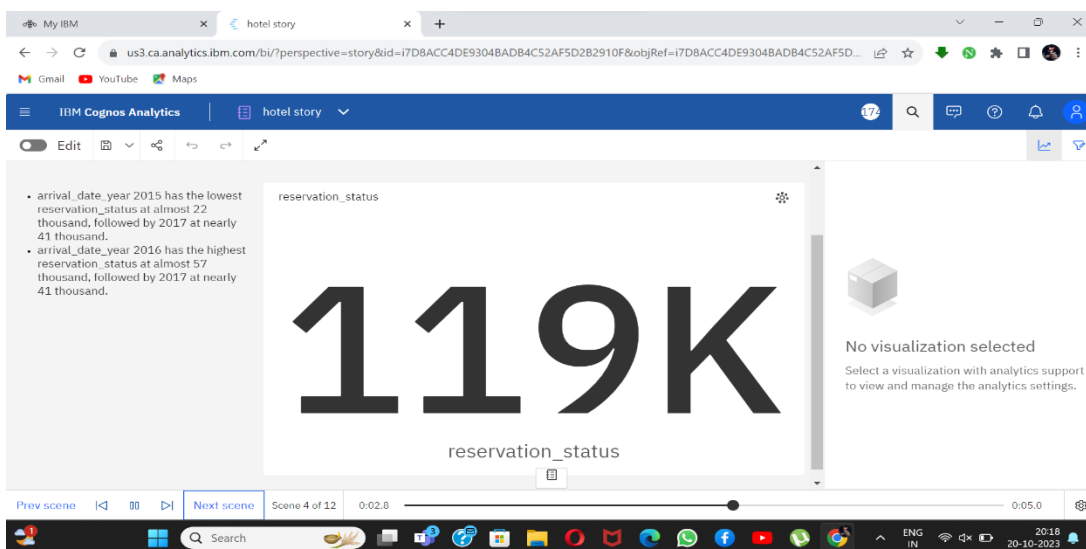 My IBM
hotel story
us3.ca.analytics.ibm.com/bi/?perspective=story&id=i7D8ACC4DE9304BADB4C52AF5D2B2910F&objRef=i7D8ACC4DE9304BADB4C52AF5D...
Gmail YouTube Maps
IBM Cognos Analytics hotel story 174
Edit
• arrival_date_year 2015 has the lowest
reservation_status at almost 22
thousand, followed by 2017 at nearly
41 thousand.
• arrival_date_year 2016 has the highest
reservation_status at almost 57
thousand, followed by 2017 at nearly
41 thousand.
reservation_status
119K
reservation_status
No visualization selected
Select a visualization with analytics support
to view and manage the analytics settings.
Prev scene Next scene Scene 4 of 12 0:02.8 0:05.0
1 Search ENG 20:18
IN 20-10-2023